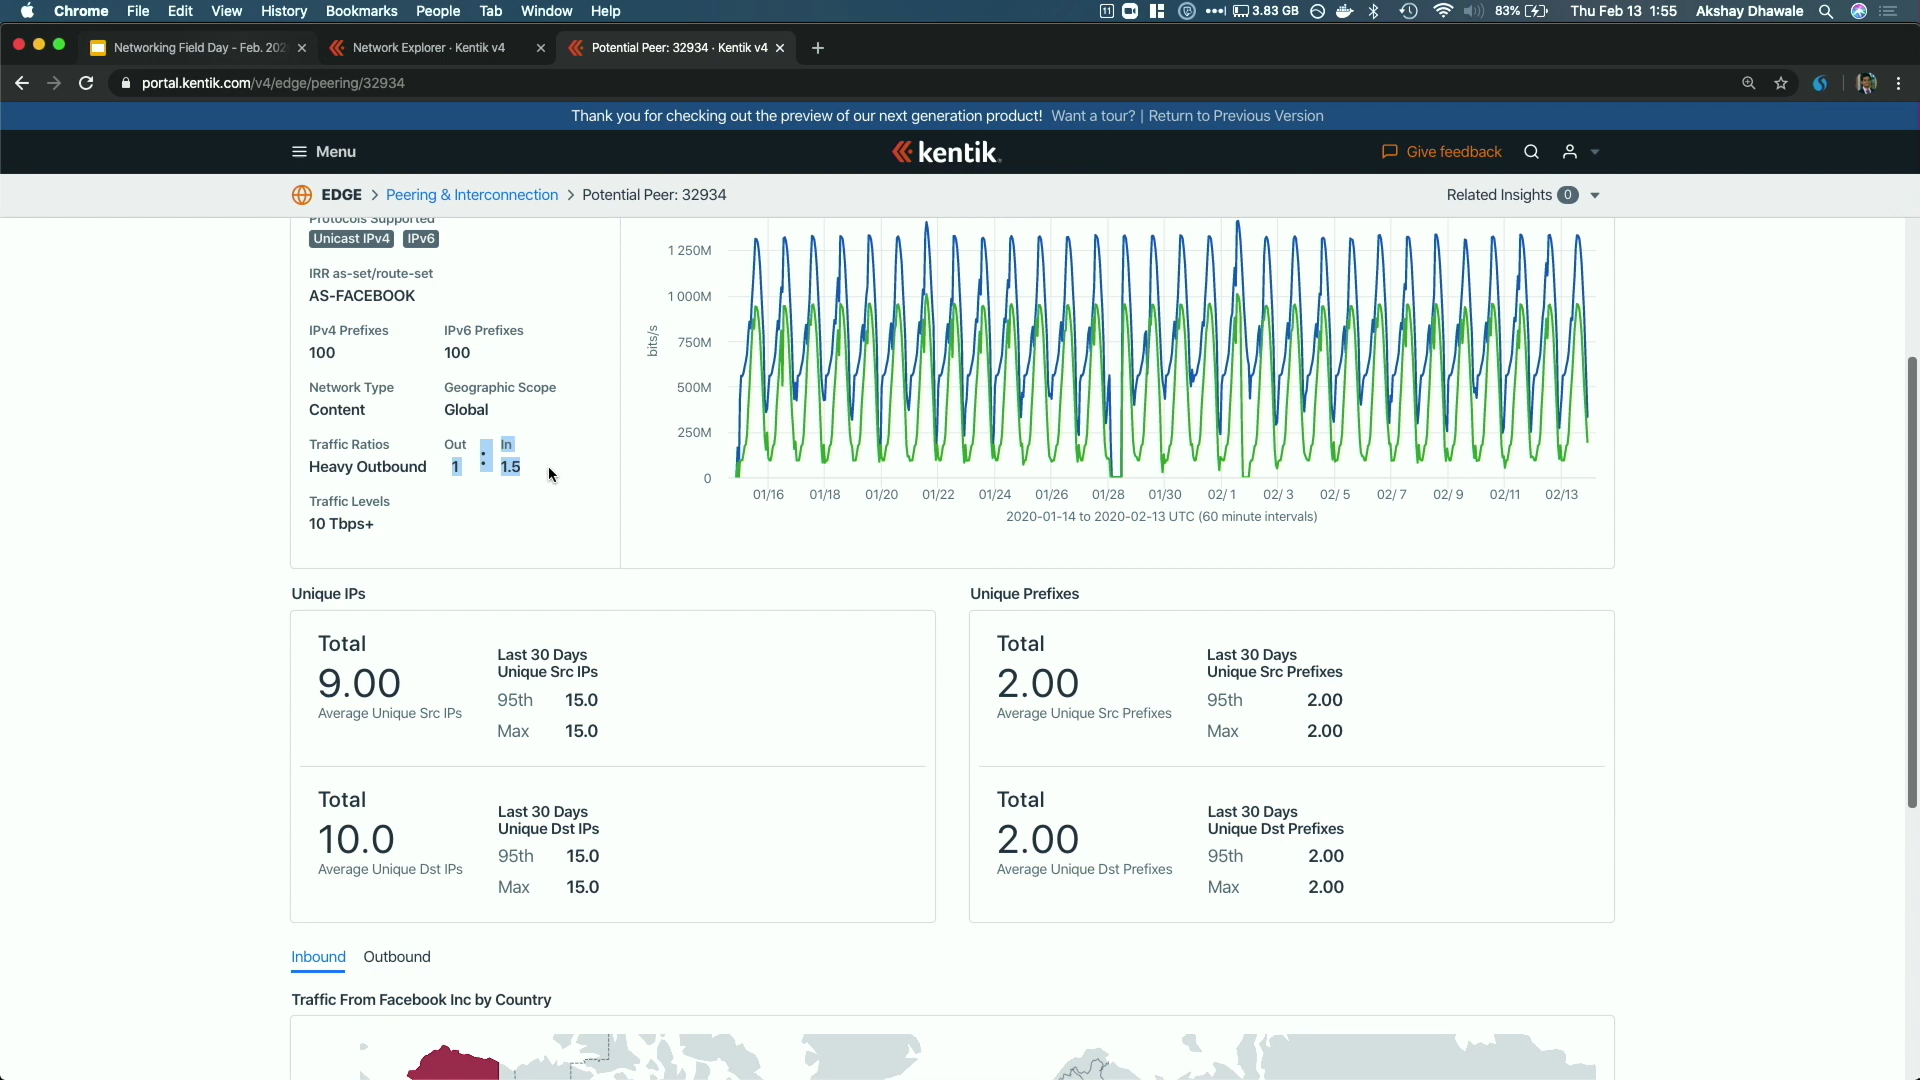 Chrome File Edit View History Bookmarks People Tab Window Help
11 3.83 GB 83% Thu Feb 13 1:55 Akshay Dhawale
Networking Field Day - Feb. 202
Network Explorer · Kentik v4
Potential Peer: 32934 · Kentik v4
portal.kentik.com/v4/edge/peering/32934
Thank you for checking out the preview of our next generation product! Want a tour? | Return to Previous Version
Menu
kentik
Give feedback
EDGE > Peering & Interconnection > Potential Peer: 32934
Related Insights 0
Protocols Supported
Unicast IPv4 IPv6
IRR as-set/route-set
AS-FACEBOOK
IPv4 Prefixes IPv6 Prefixes
100 100
Network Type Geographic Scope
Content Global
Traffic Ratios Out : In
Heavy Outbound 1 1.5
Traffic Levels
10 Tbps+
bits/s
1 250M
1 000M
750M
500M
250M
0
01/16 01/18 01/20 01/22 01/24 01/26 01/28 01/30 02/ 1 02/ 3 02/ 5 02/ 7 02/ 9 02/11 02/13
2020-01-14 to 2020-02-13 UTC (60 minute intervals)
Unique IPs
Total
9.00
Average Unique Src IPs
Last 30 Days
Unique Src IPs
95th 15.0
Max 15.0
Total
10.0
Average Unique Dst IPs
Last 30 Days
Unique Dst IPs
95th 15.0
Max 15.0
Unique Prefixes
Total
2.00
Average Unique Src Prefixes
Last 30 Days
Unique Src Prefixes
95th 2.00
Max 2.00
Total
2.00
Average Unique Dst Prefixes
Last 30 Days
Unique Dst Prefixes
95th 2.00
Max 2.00
Inbound Outbound
Traffic From Facebook Inc by Country